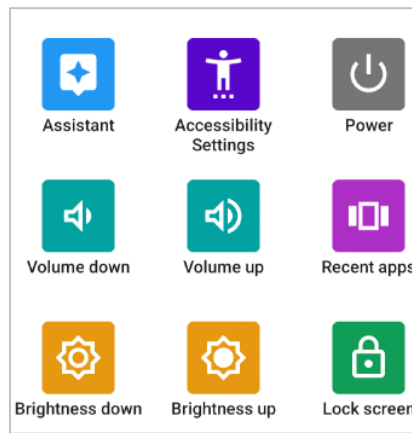 Assistant
Accessibility
Settings
Power
Volume down
Volume up
Recent apps
Brightness down
Brightness up
Lock screen